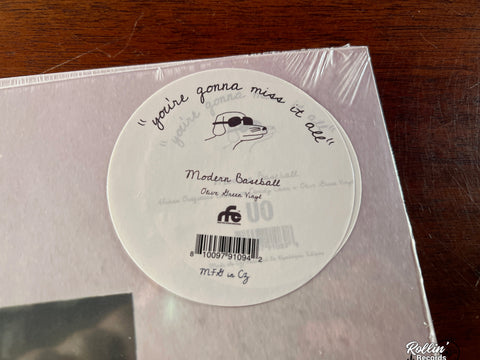 "you're gonna miss it all"
Modern Baseball
Olive Green Vinyl
rfc
8 10097 91094 2
MFG in CZ
Rollin'
Records